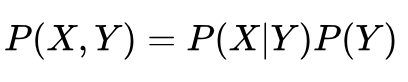 P(X, Y) = P(X|Y)P(Y)